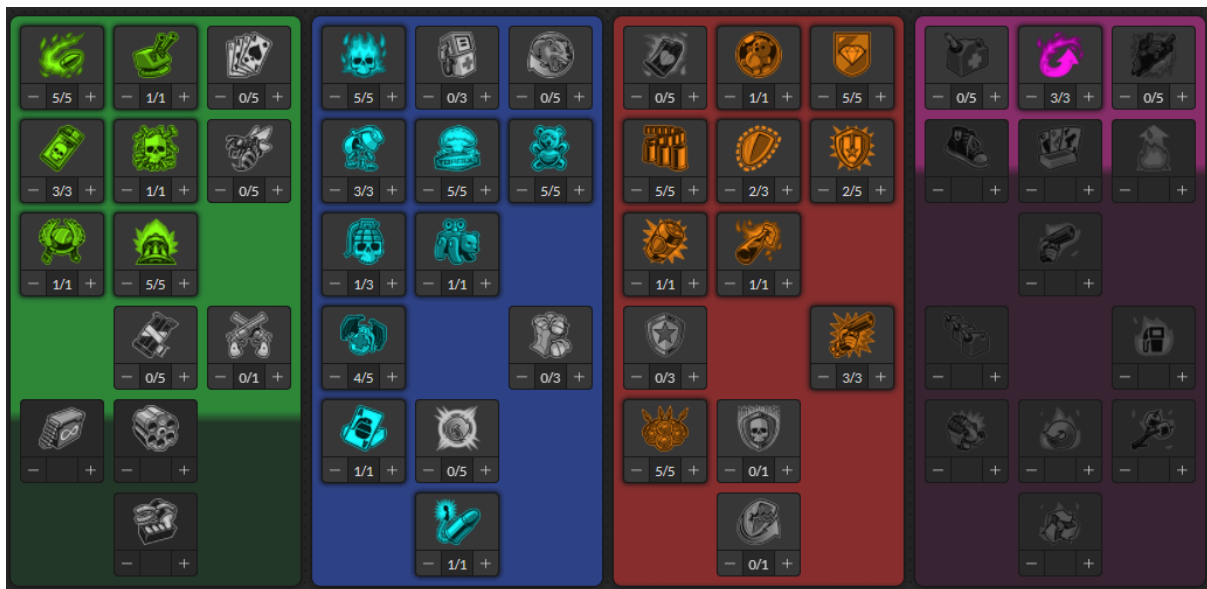 − 5/5 + − 1/1 + − 0/5 +
− 3/3 + − 1/1 + − 0/5 +
− 1/1 + − 5/5 +
− 0/5 + − 0/1 +
− + − +
− +
− 5/5 + − 0/3 + − 0/5 +
TORGUE
− 3/3 + − 5/5 + − 5/5 +
− 1/3 + − 1/1 +
− 4/5 + − 0/3 +
− 1/1 + − 0/5 +
− 1/1 +
− 0/5 + − 1/1 + − 5/5 +
− 5/5 + − 2/3 + − 2/5 +
− 1/1 + − 1/1 +
− 0/3 + − 3/3 +
− 5/5 + − 0/1 +
− 0/1 +
− 0/5 + − 3/3 + − 0/5 +
− + − + − +
− +
− + − +
− + − + − +
− +